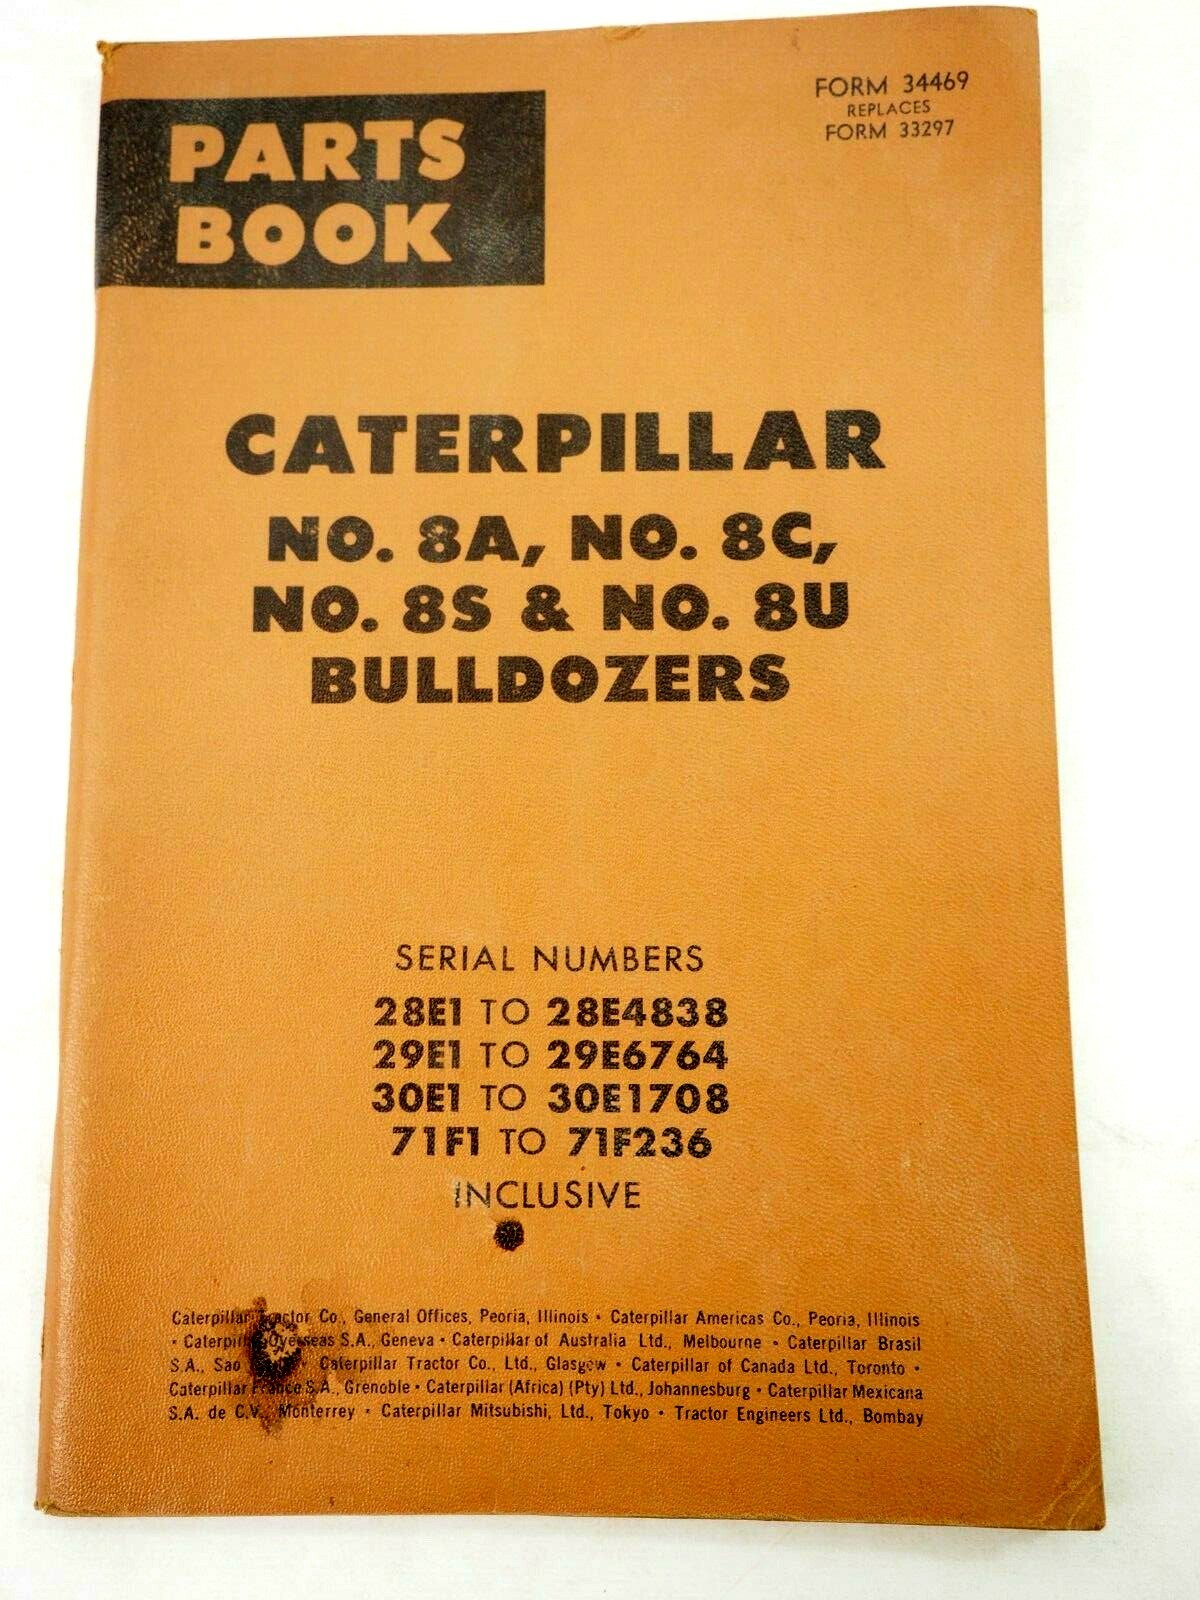 PARTS
BOOK
FORM 34469
REPLACES
FORM 33297
CATERPILLAR
NO. 8A, NO. 8C,
NO. 8S & NO. 8U
BULLDOZERS
SERIAL NUMBERS
28E1 TO 28E4838
29E1 TO 29E6764
30E1 TO 30E1708
71F1 TO 71F236
INCLUSIVE
Caterpillar Tractor Co., General Offices, Peoria, Illinois • Caterpillar Americas Co., Peoria, Illinois
• Caterpillar Overseas S.A., Geneva • Caterpillar of Australia Ltd., Melbourne • Caterpillar Brasil
S.A., Sao • Caterpillar Tractor Co., Ltd., Glasgow • Caterpillar of Canada Ltd., Toronto •
Caterpillar France S.A., Grenoble • Caterpillar (Africa) (Pty) Ltd., Johannesburg • Caterpillar Mexicana
S.A. de C.V., Monterrey • Caterpillar Mitsubishi, Ltd., Tokyo • Tractor Engineers Ltd., Bombay